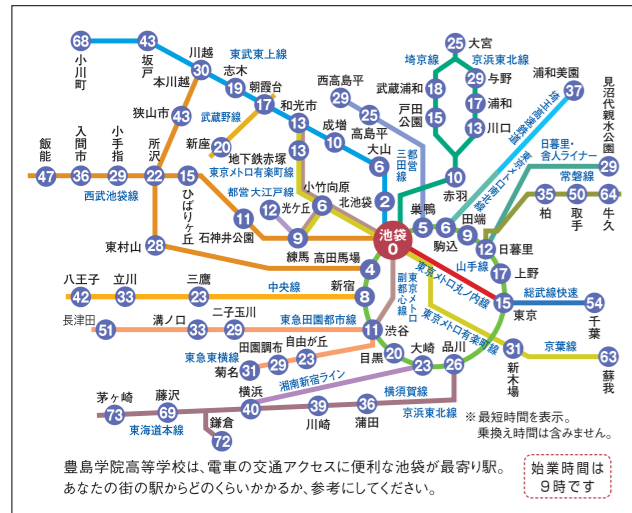 68
小川町
43
坂戸
川越
30
本川越
東武東上線
志木
19
朝霞台
17
武蔵野線
新座
20
和光市
13
13
地下鉄赤塚
東京メトロ有楽町線
成増
10
西高島平
29
25
高島平
都営
三田線
大山
6
北池袋
2
埼京線
京浜東北線
25
大宮
武蔵浦和
18
戸田
公園
15
29
与野
17
浦和
13
川口
10
赤羽
浦和美園
37
埼玉高速鉄道
東京メトロ南北線
見沼代親水公園
29
日暮里・
舎人ライナー
常磐線
35
柏
50
取手
64
牛久
狭山市
43
飯能
47
入間市
36
小手指
29
所沢
22
15
ひばりヶ丘
西武池袋線
11
石神井公園
都営大江戸線
12
光ケ丘
小竹向原
6
9
練馬
池袋
0
巣鴨
5
6
駒込
田端
9
12
日暮里
17
上野
山手線
15
東京
東京メトロ丸ノ内線
総武線快速
54
千葉
東村山
28
高田馬場
4
新宿
8
東京メトロ
副都心線
八王子
42
立川
33
三鷹
23
中央線
長津田
51
溝ノ口
33
二子玉川
29
東急田園都市線
11
渋谷
東急東横線
菊名
31
田園調布
29
自由が丘
23
目黒
20
大崎
23
品川
26
東京メトロ有楽町線
31
新木場
京葉線
63
蘇我
湘南新宿ライン
横須賀線
京浜東北線
茅ヶ崎
73
藤沢
69
東海道本線
鎌倉
72
横浜
40
39
川崎
36
蒲田
※最短時間を表示。
乗換え時間は含みません。
豊島学院高等学校は、電車の交通アクセスに便利な池袋が最寄り駅。
あなたの街の駅からどのくらいかかるか、参考にしてください。
始業時間は
9時です